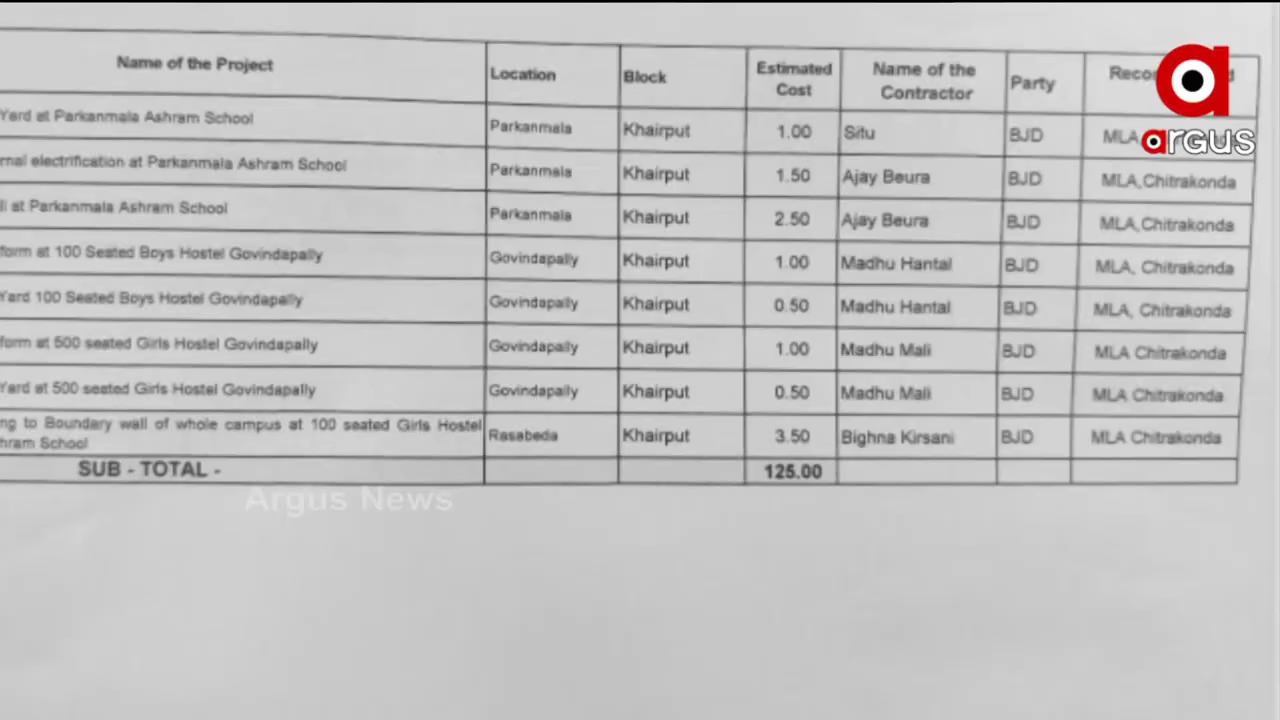 Name of the Project Location Block Estimated Cost Name of the Contractor Party
Yard at Parkanmala Ashram School Parkanmala Khairput 1.00 Situ BJD MLA
rnal electrification at Parkanmala Ashram School Parkanmala Khairput 1.50 Ajay Beura BJD MLA,Chitrakonda
ll at Parkanmala Ashram School Parkanmala Khairput 2.50 Ajay Beura BJD MLA,Chitrakonda
form at 100 Seated Boys Hostel Govindapally Govindapally Khairput 1.00 Madhu Hantal BJD MLA, Chitrakonda
Yard 100 Seated Boys Hostel Govindapally Govindapally Khairput 0.50 Madhu Hantal BJD MLA, Chitrakonda
form at 500 seated Girls Hostel Govindapally Govindapally Khairput 1.00 Madhu Mali BJD MLA Chitrakonda
Yard at 500 seated Girls Hostel Govindapally Govindapally Khairput 0.50 Madhu Mali BJD MLA Chitrakonda
ng to Boundary wall of whole campus at 100 seated Girls Hostel
hram School Rasabeda Khairput 3.50 Bighna Kirsani BJD MLA Chitrakonda
SUB - TOTAL - 125.00
argus
Argus News